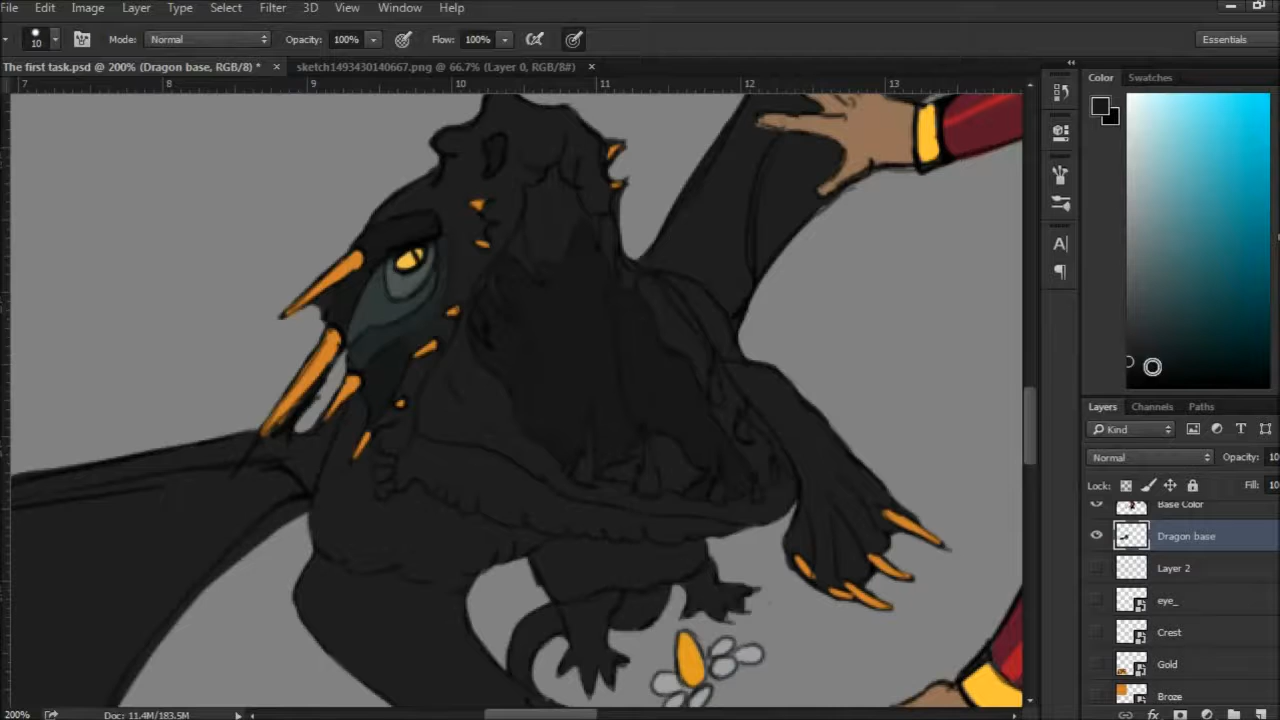 File Edit Image Layer Type Select Filter 3D View Window Help
10 Mode: Normal Opacity: 100% Flow: 100% Essentials
The first task.psd @ 200% (Dragon base, RGB/8) * × sketch1493430140667.png @ 66.7% (Layer 0, RGB/8#) ×
7 8 9 10 11 12 13
Color Swatches
A
Layers Channels Paths
Kind T
Normal Opacity: 10
Lock: Fill: 10
Base Color
Dragon base
Layer 2
eye_
Crest
Gold
Broze
fx
200% Doc: 11.4M/183.5M